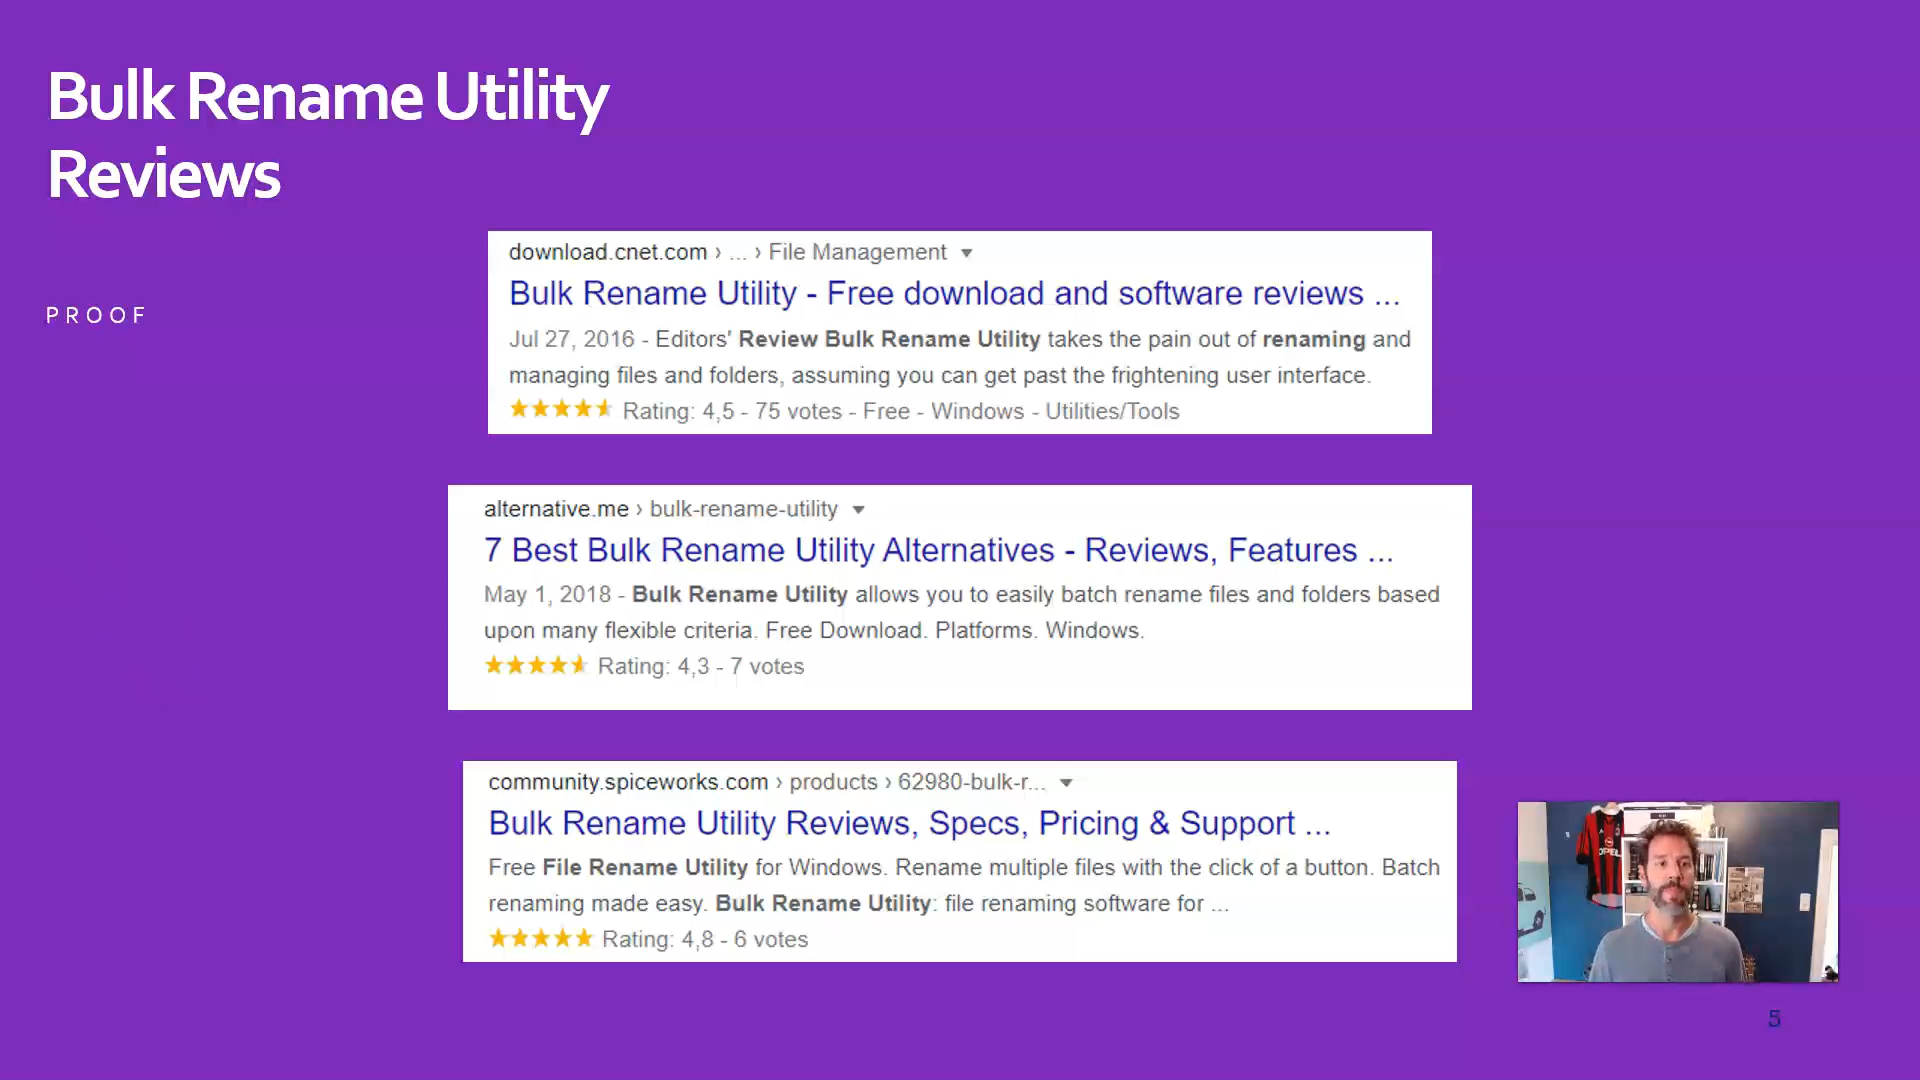 Bulk Rename Utility
Reviews
PROOF
download.cnet.com › ... › File Management
Bulk Rename Utility - Free download and software reviews ...
Jul 27, 2016 - Editors' Review Bulk Rename Utility takes the pain out of renaming and
managing files and folders, assuming you can get past the frightening user interface.
Rating: 4,5 - 75 votes - Free - Windows - Utilities/Tools
alternative.me › bulk-rename-utility
7 Best Bulk Rename Utility Alternatives - Reviews, Features ...
May 1, 2018 - Bulk Rename Utility allows you to easily batch rename files and folders based
upon many flexible criteria. Free Download. Platforms. Windows.
Rating: 4,3 - 7 votes
community.spiceworks.com › products › 62980-bulk-r...
Bulk Rename Utility Reviews, Specs, Pricing & Support ...
Free File Rename Utility for Windows. Rename multiple files with the click of a button. Batch
renaming made easy. Bulk Rename Utility: file renaming software for ...
Rating: 4,8 - 6 votes
OPEL
5